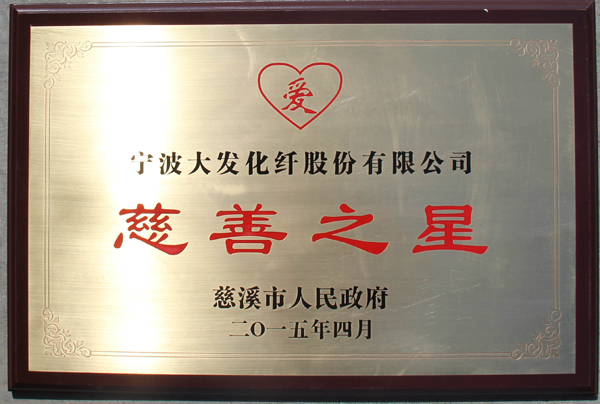 爱
宁波大发化纤股份有限公司
慈善之星
慈溪市人民政府
二〇一五年四月